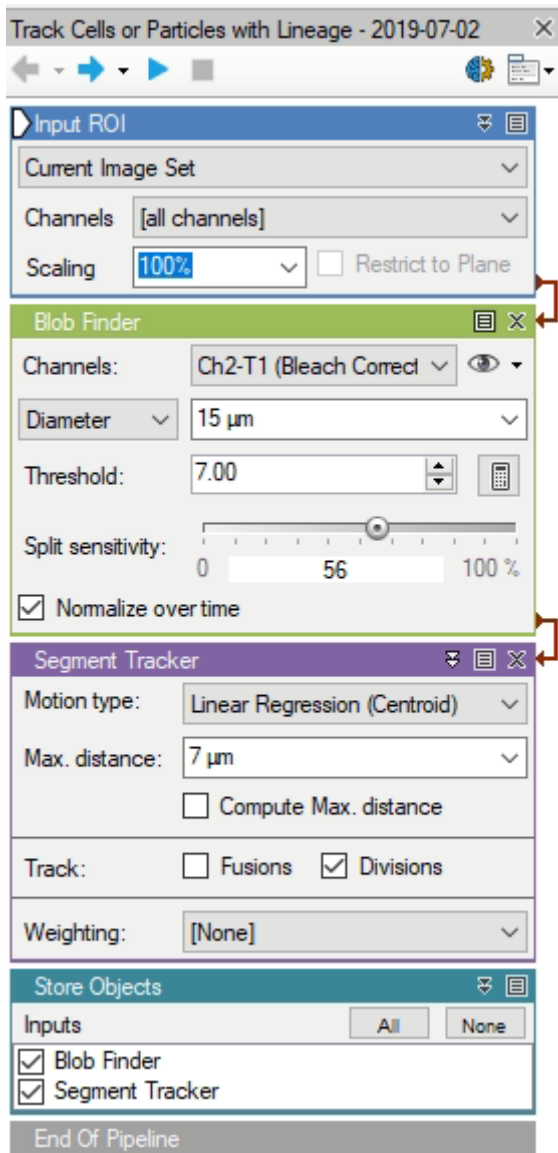 Track Cells or Particles with Lineage - 2019-07-02
Input ROI
Current Image Set
Channels [all channels]
Scaling 100% Restrict to Plane
Blob Finder
Channels: Ch2-T1 (Bleach Correct
Diameter 15 µm
Threshold: 7.00
Split sensitivity:
0 56 100 %
Normalize over time
Segment Tracker
Motion type: Linear Regression (Centroid)
Max. distance: 7 µm
Compute Max. distance
Track: Fusions Divisions
Weighting: [None]
Store Objects
Inputs All None
Blob Finder
Segment Tracker
End Of Pipeline